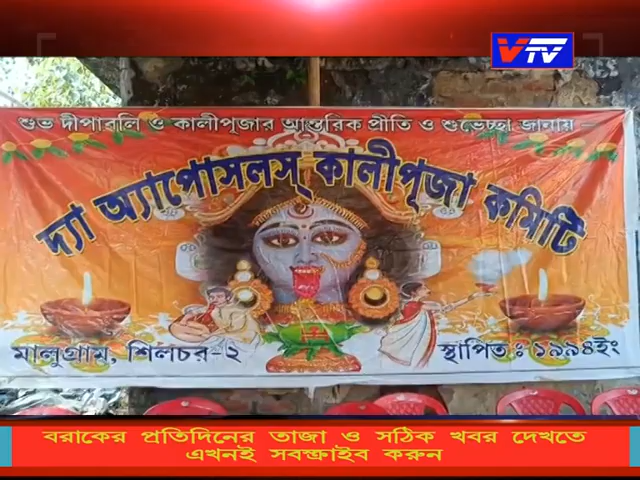 VTV
শুভ দীপাবলি ও কালীপূজার আন্তরিক প্রীতি ও শুভেচ্ছা জানায় -
দ্যা অ্যাপোসলস্ কালীপূজা কমিটি
মালুগ্রাম, শিলচর-২
স্থাপিত : ১৯৯৪ইং
বরাকের প্রতিদিনের তাজা ও সঠিক খবর দেখতে
এখনই সবস্ক্রাইব করুন